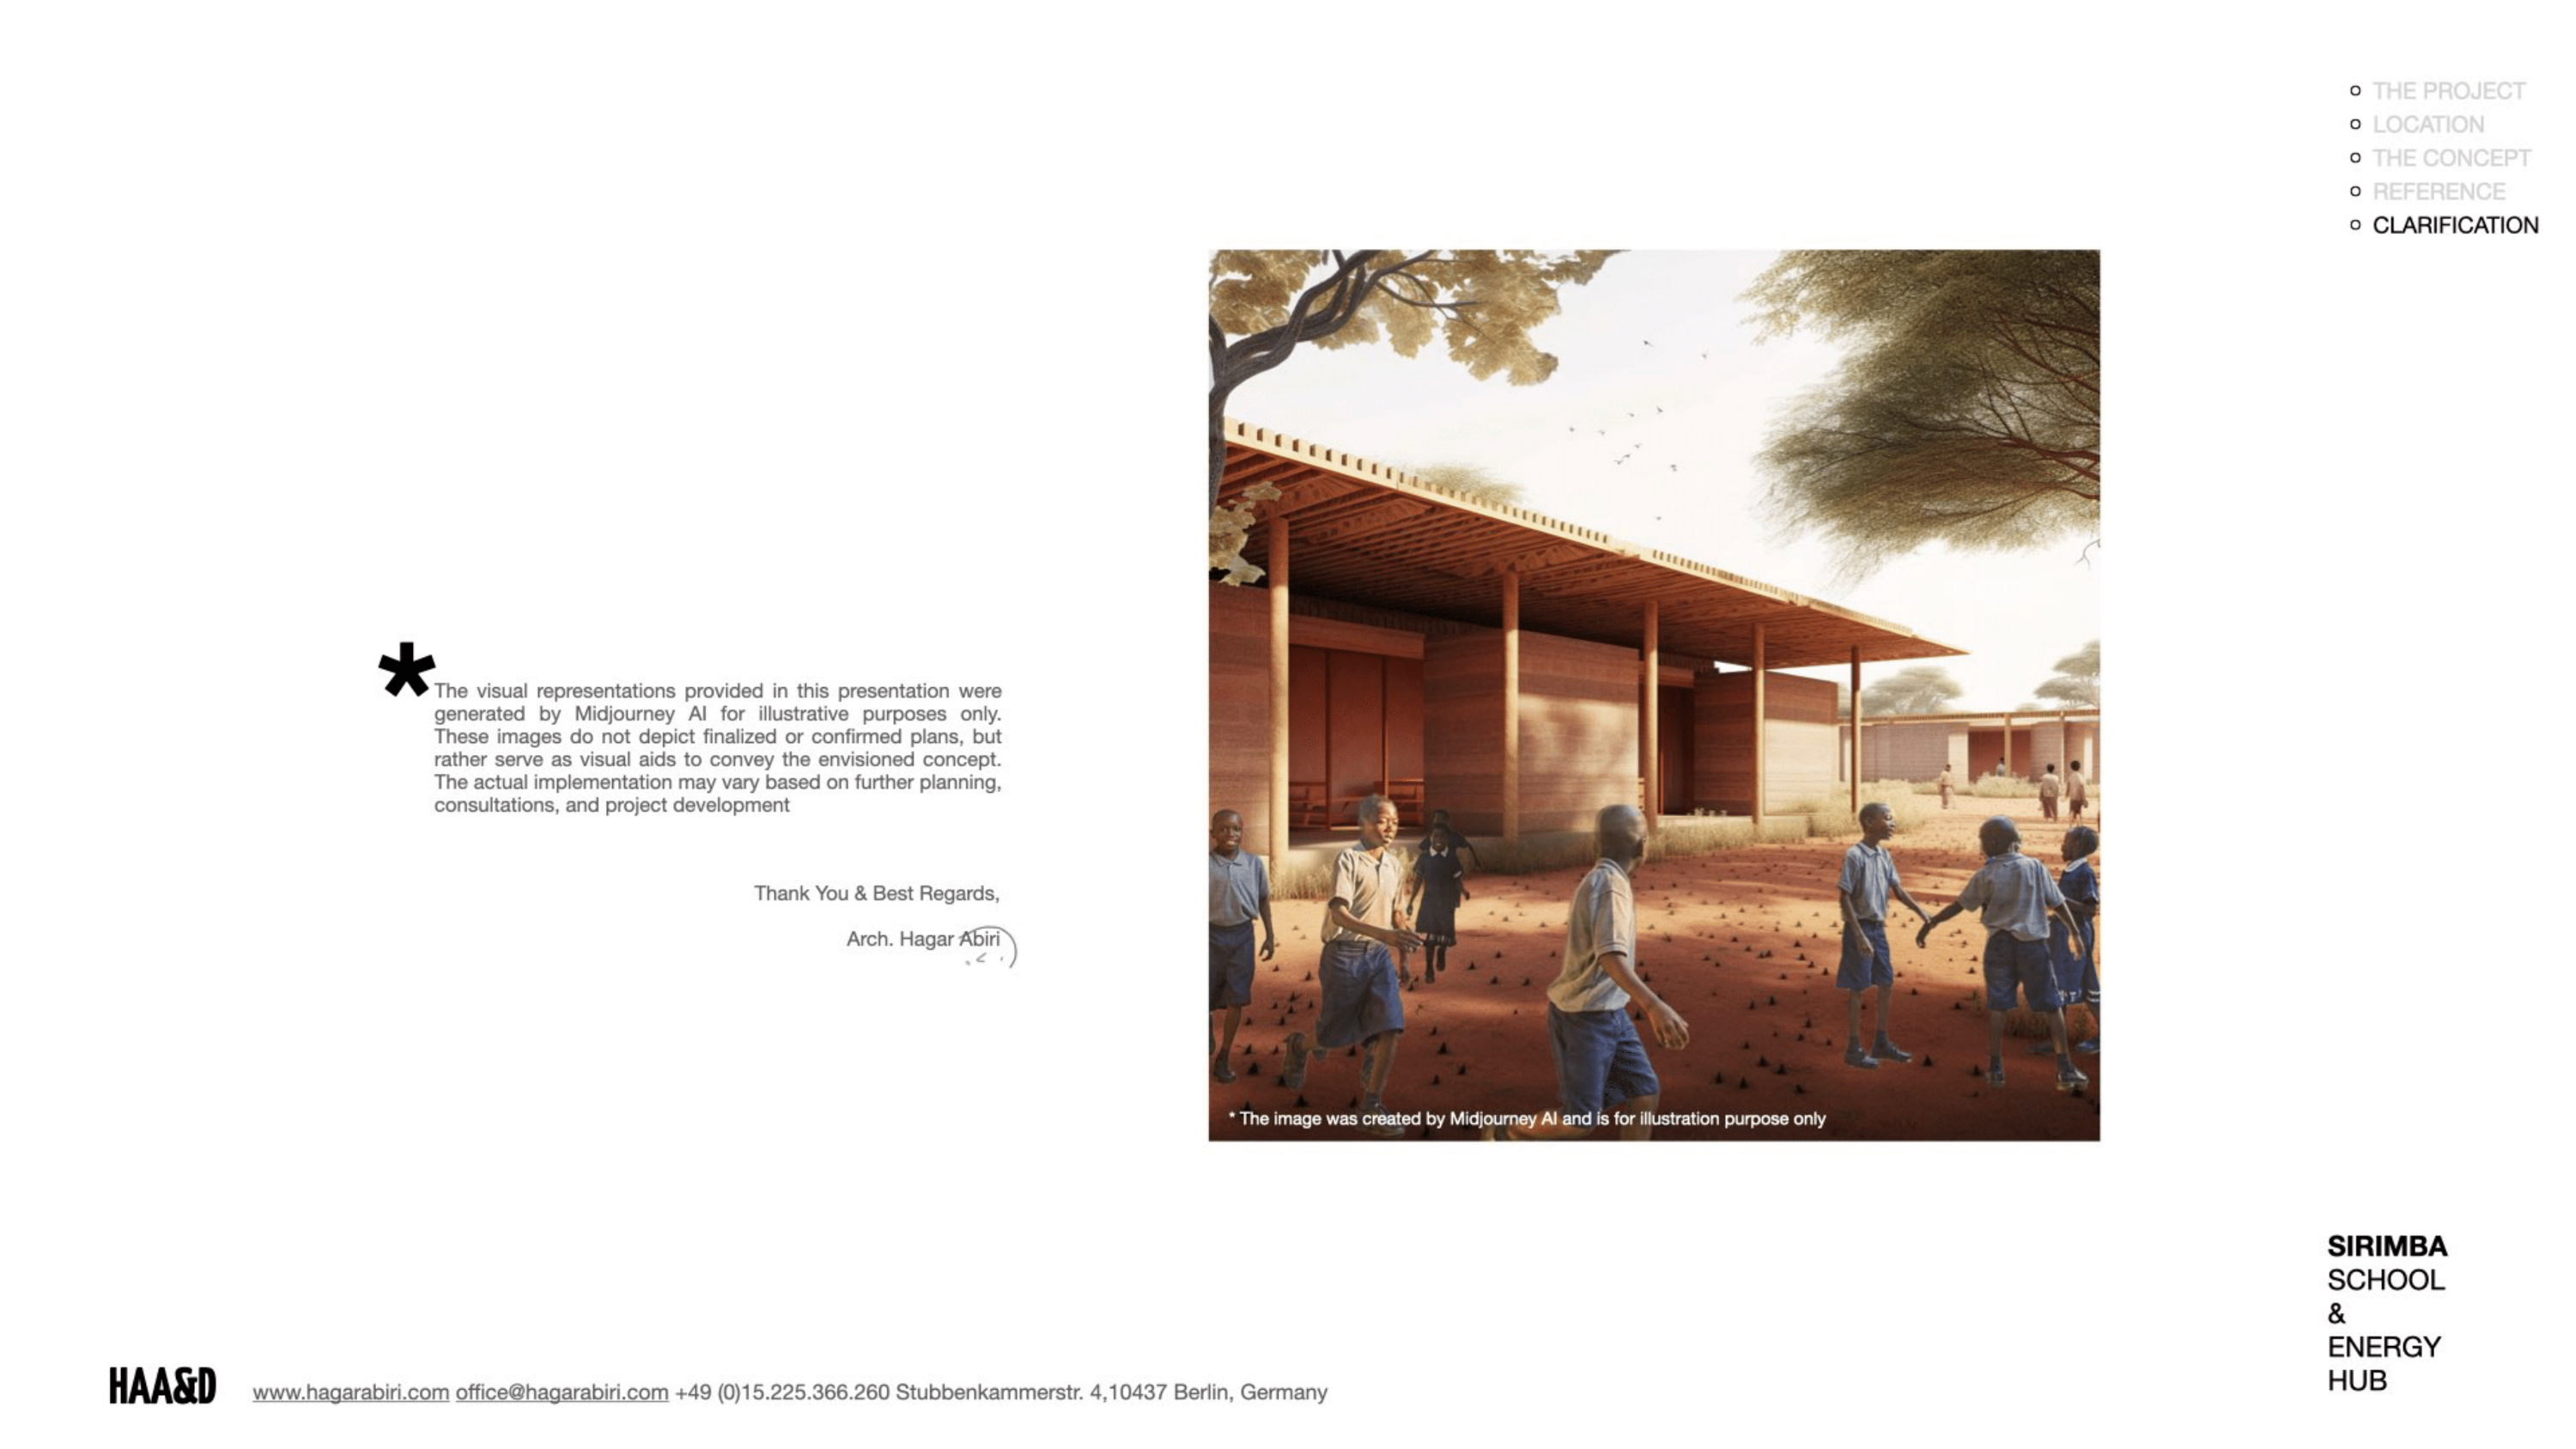 THE PROJECT
LOCATION
THE CONCEPT
REFERENCE
CLARIFICATION
*
The visual representations provided in this presentation were
generated by Midjourney AI for illustrative purposes only.
These images do not depict finalized or confirmed plans, but
rather serve as visual aids to convey the envisioned concept.
The actual implementation may vary based on further planning,
consultations, and project development
Thank You & Best Regards,
Arch. Hagar Abiri
* The image was created by Midjourney AI and is for illustration purpose only
SIRIMBA
SCHOOL
&
ENERGY
HUB
HAA&D
www.hagarabiri.com office@hagarabiri.com +49 (0)15.225.366.260 Stubbenkammerstr. 4,10437 Berlin, Germany